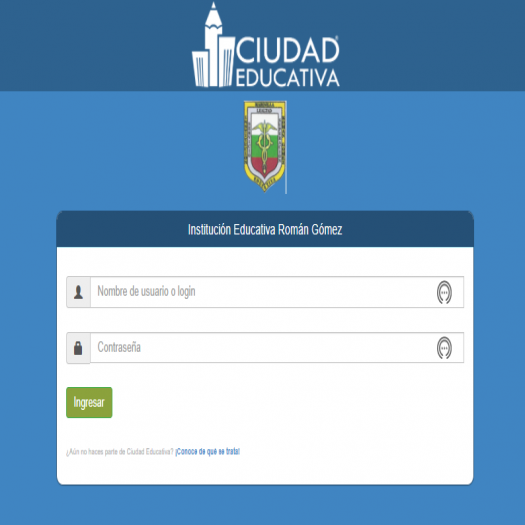 CIUDAD
EDUCATIVA
MARINILLA
Institución Educativa Román Gómez
Nombre de usuario o login
Contraseña
Ingresar
¿Aún no haces parte de Ciudad Educativa? ¡Conoce de qué se trata!